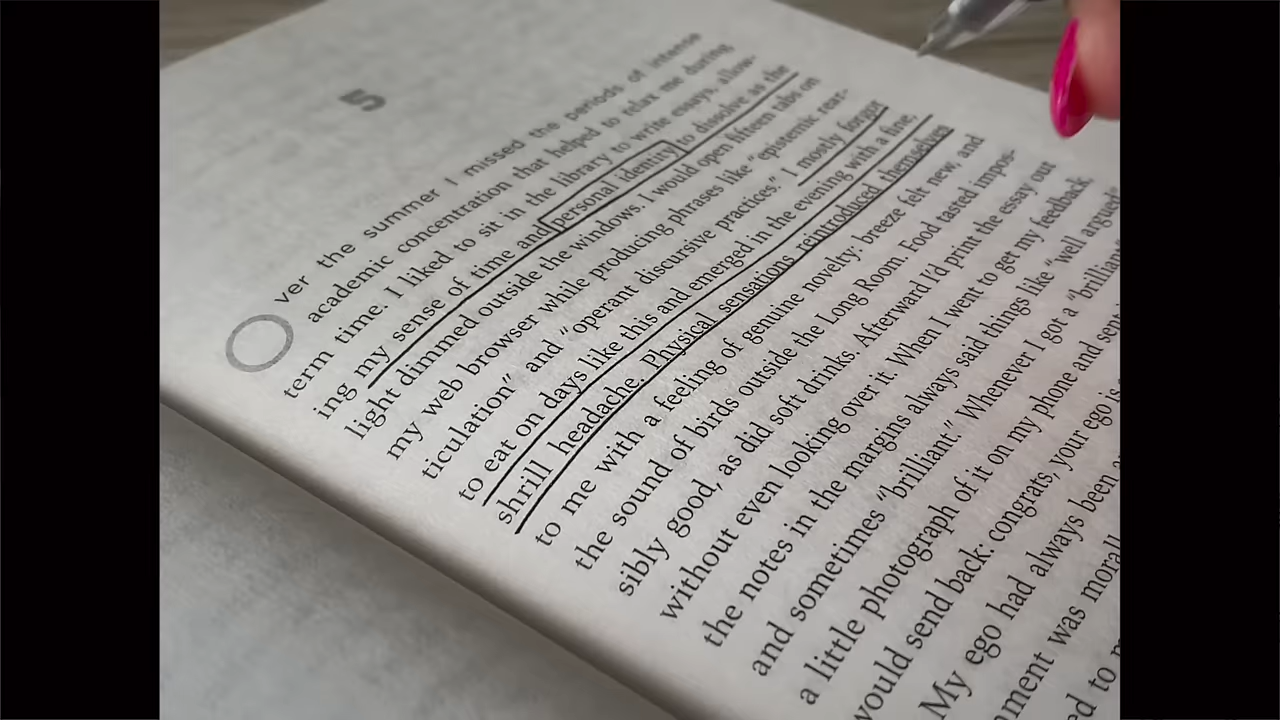 5
Over the summer I missed the periods of intense
academic concentration that helped to relax me during
term time. I liked to sit in the library to write essays, allow-
ing my sense of time and personal identity to dissolve as the
light dimmed outside the windows. I would open fifteen tabs on
my web browser while producing phrases like “epistemic rear-
ticulation” and “operant discursive practices.” I mostly forgot
to eat on days like this and emerged in the evening with a fine,
shrill headache. Physical sensations reintroduced themselves
to me with a feeling of genuine novelty: breeze felt new, and
the sound of birds outside the Long Room. Food tasted impos-
sibly good, as did soft drinks. Afterward I’d print the essay out
without even looking over it. When I went to get my feedback,
the notes in the margins always said things like “well argued”
and sometimes “brilliant.” Whenever I got a “brilliant”
a little photograph of it on my phone and sent
would send back: congrats, your ego is
My ego had always been
was
to